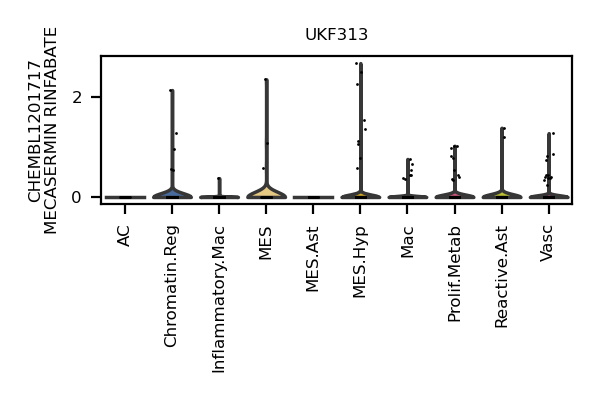 UKF313
CHEMBL1201717
MECASERMIN RINFABATE
2
0
AC
Chromatin.Reg
Inflammatory.Mac
MES
MES.Ast
MES.Hyp
Mac
Prolif.Metab
Reactive.Ast
Vasc